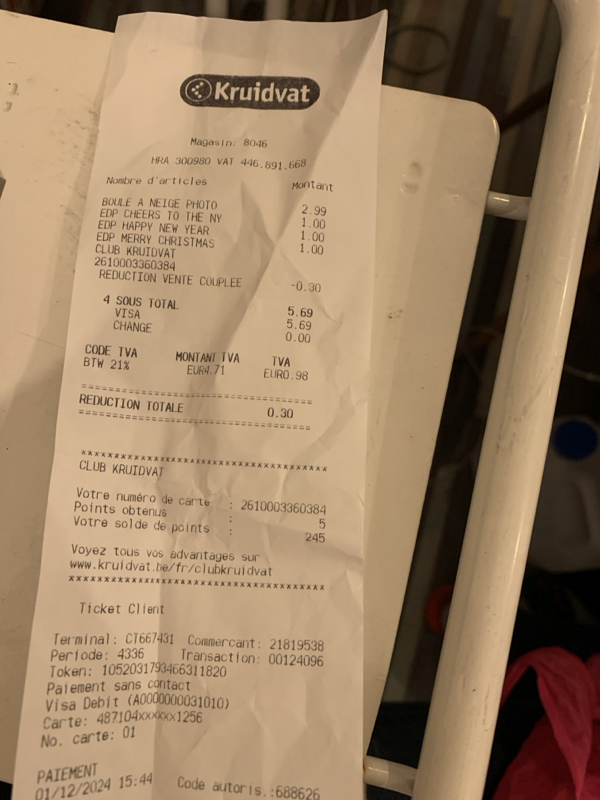 Kruidvat
Magasin: 8046
HRA 300980 VAT 446.891.668
Nombre d'articles Montant
BOULE A NEIGE PHOTO 2.99
EDP CHEERS TO THE NY 1.00
EDP HAPPY NEW YEAR 1.00
EDP MERRY CHRISTMAS 1.00
CLUB KRUIDVAT
2610003360384
REDUCTION VENTE COUPLEE -0.30
4 SOUS TOTAL 5.69
VISA 5.69
CHANGE 0.00
CODE TVA MONTANT TVA TVA
BTW 21% EUR4.71 EUR0.98
REDUCTION TOTALE 0.30
CLUB KRUIDVAT
Votre numéro de carte : 2610003360384
Points obtenus : 5
Votre solde de points : 245
Voyez tous vos advantages sur
www.kruidvat.be/fr/clubkruidvat
Ticket Client
Terminal: CT667431 Commercant: 21819538
Periode: 4336 Transaction: 00124096
Token: 1052031793466311820
Paiement sans contact
Visa Debit (A0000000031010)
Carte: 487104xxxxxx1256
No. carte: 01
PAIEMENT
01/12/2024 15:44 Code autoris.:688626